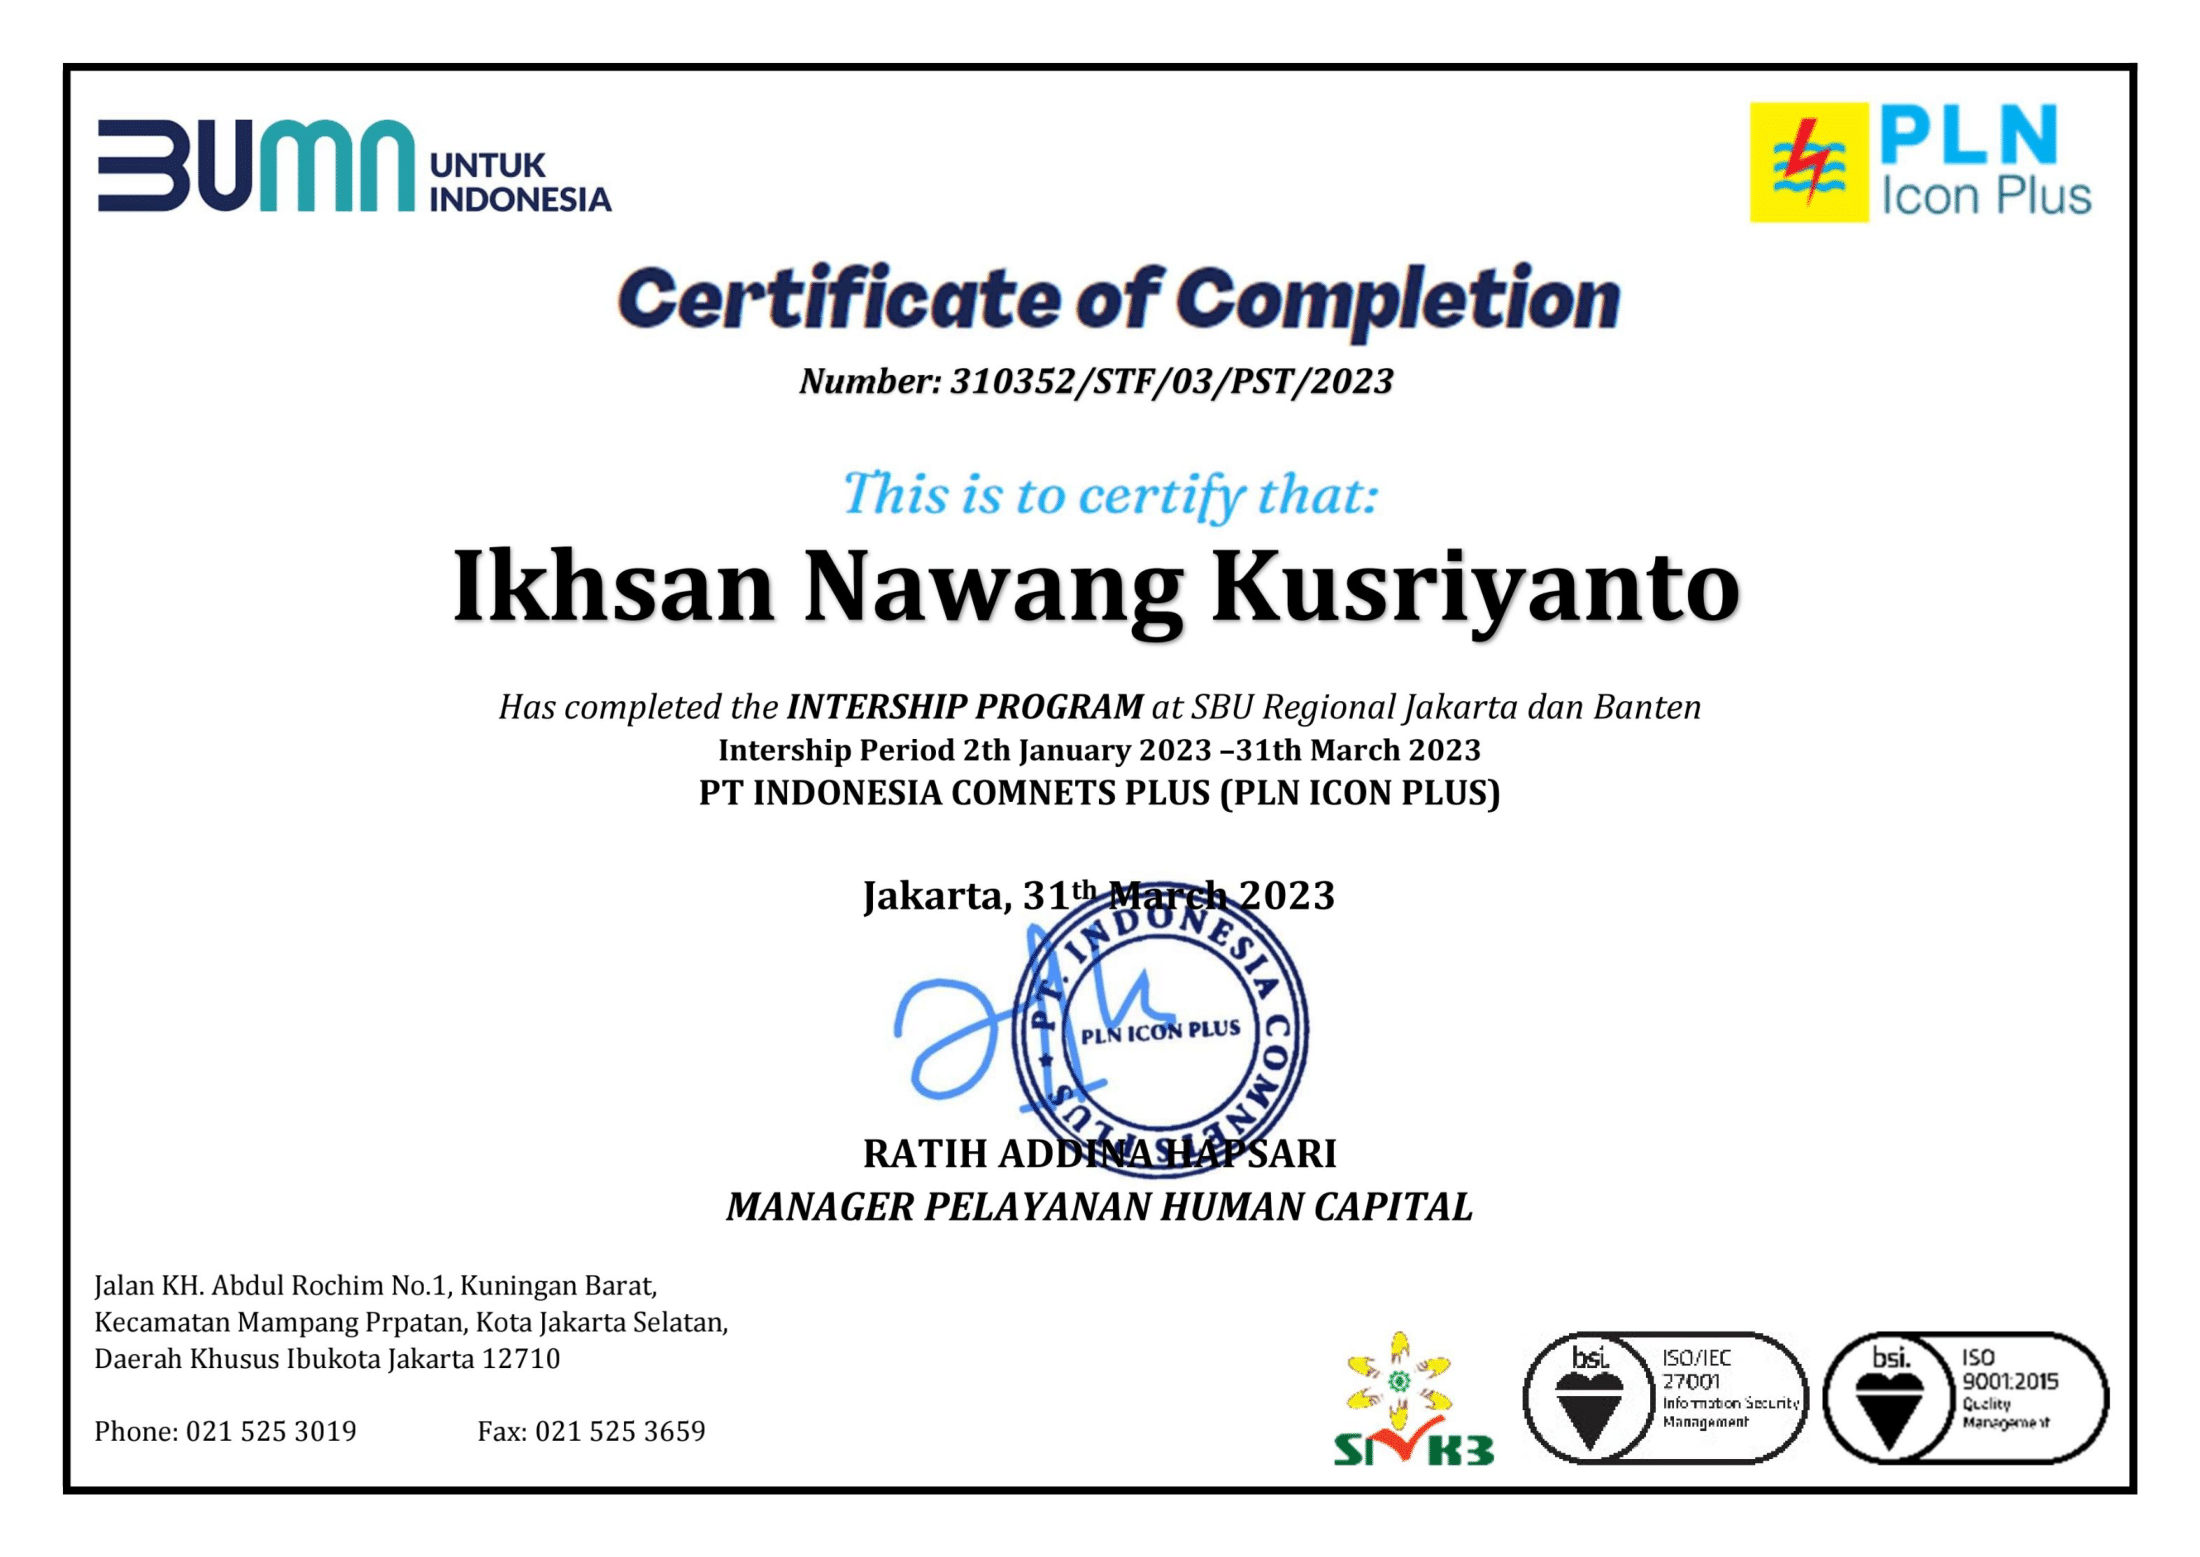 BUMN UNTUK
INDONESIA
PLN
Icon Plus
Certificate of Completion
Number: 310352/STF/03/PST/2023
This is to certify that:
Ikhsan Nawang Kusriyanto
Has completed the INTERSHIP PROGRAM at SBU Regional Jakarta dan Banten
Intership Period 2th January 2023 –31th March 2023
PT INDONESIA COMNETS PLUS (PLN ICON PLUS)
Jakarta, 31th March 2023
PT. INDONESIA COMNETS PLUS
PLN ICON PLUS
RATIH ADDINA HAPSARI
MANAGER PELAYANAN HUMAN CAPITAL
Jalan KH. Abdul Rochim No.1, Kuningan Barat,
Kecamatan Mampang Prpatan, Kota Jakarta Selatan,
Daerah Khusus Ibukota Jakarta 12710
Phone: 021 525 3019 Fax: 021 525 3659
SMK3
bsi.
ISO/IEC
27001
Information Security
Management
bsi.
ISO
9001:2015
Quality
Management